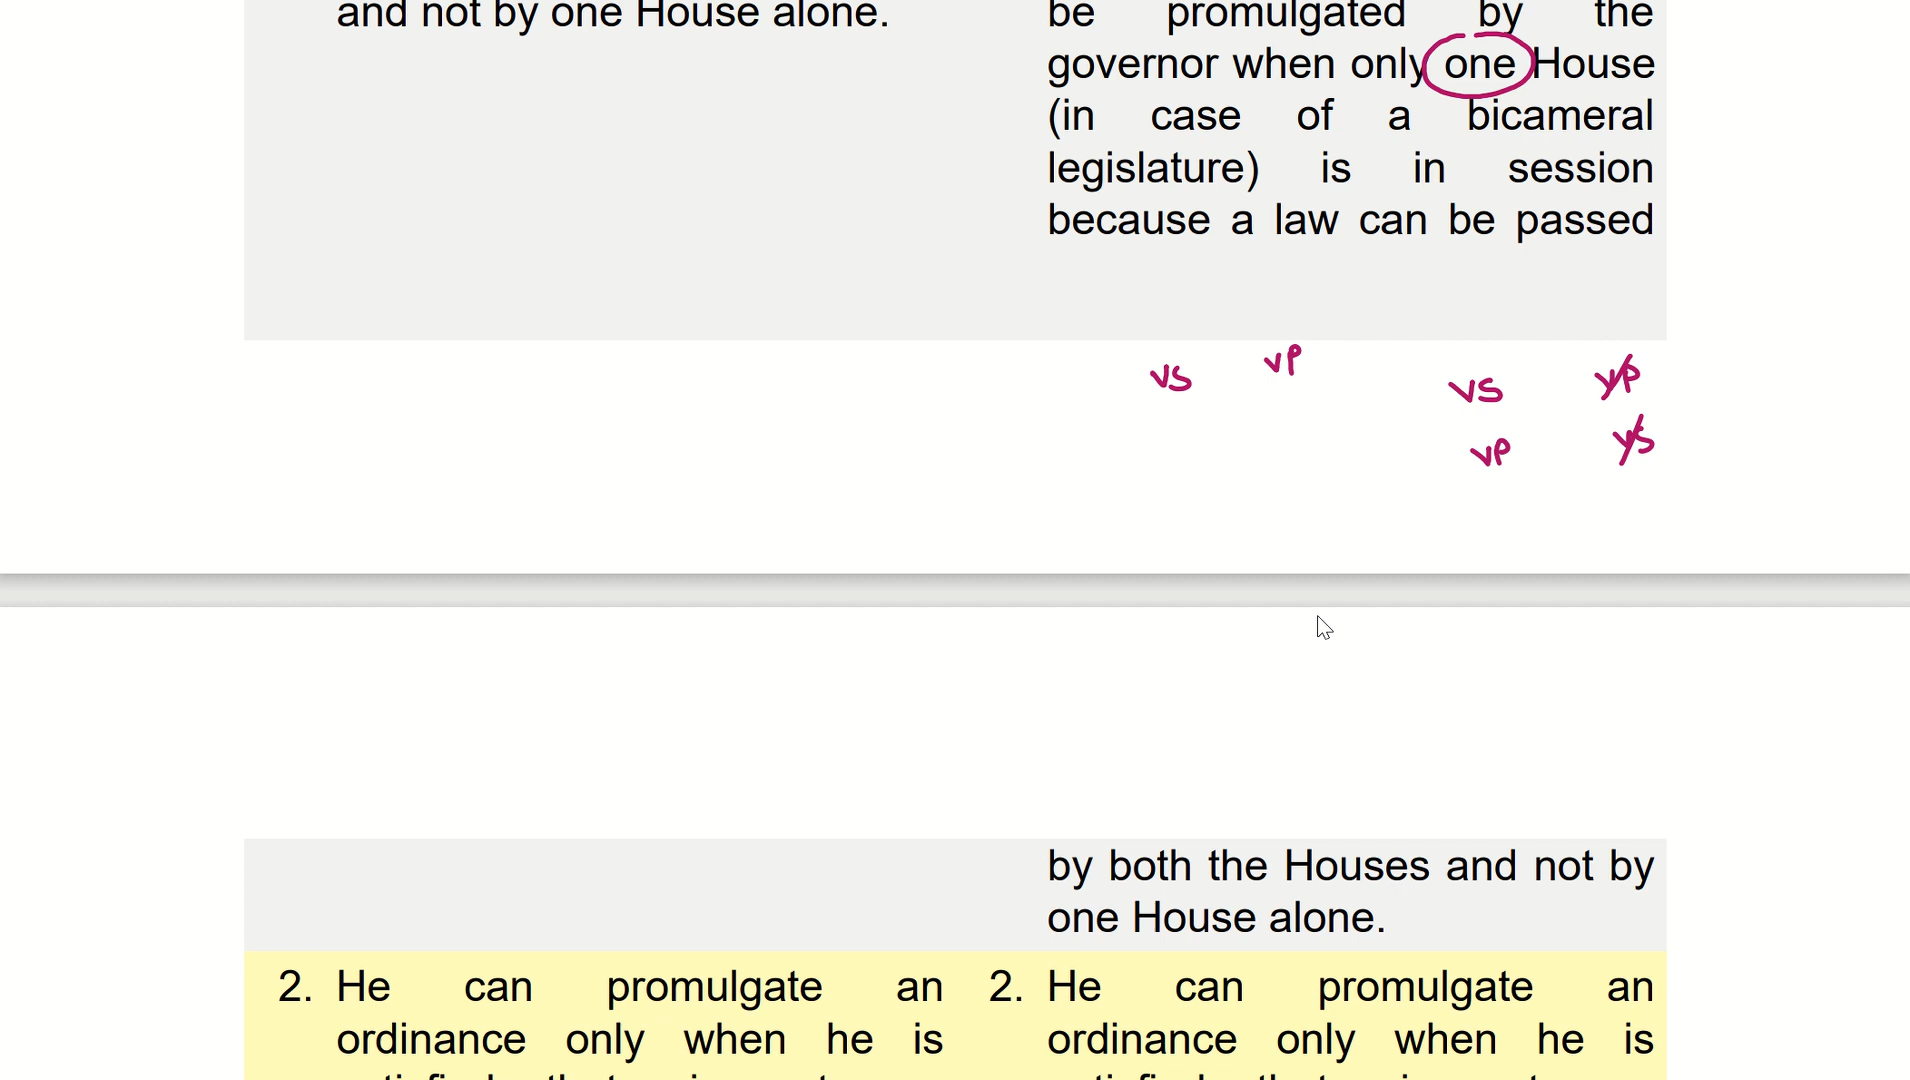 and not by one House alone.
be promulgated by the
governor when only one House
(in case of a bicameral
legislature) is in session
because a law can be passed
vs vp vs vp
vp vs
by both the Houses and not by
one House alone.
2. He can promulgate an
ordinance only when he is
2. He can promulgate an
ordinance only when he is